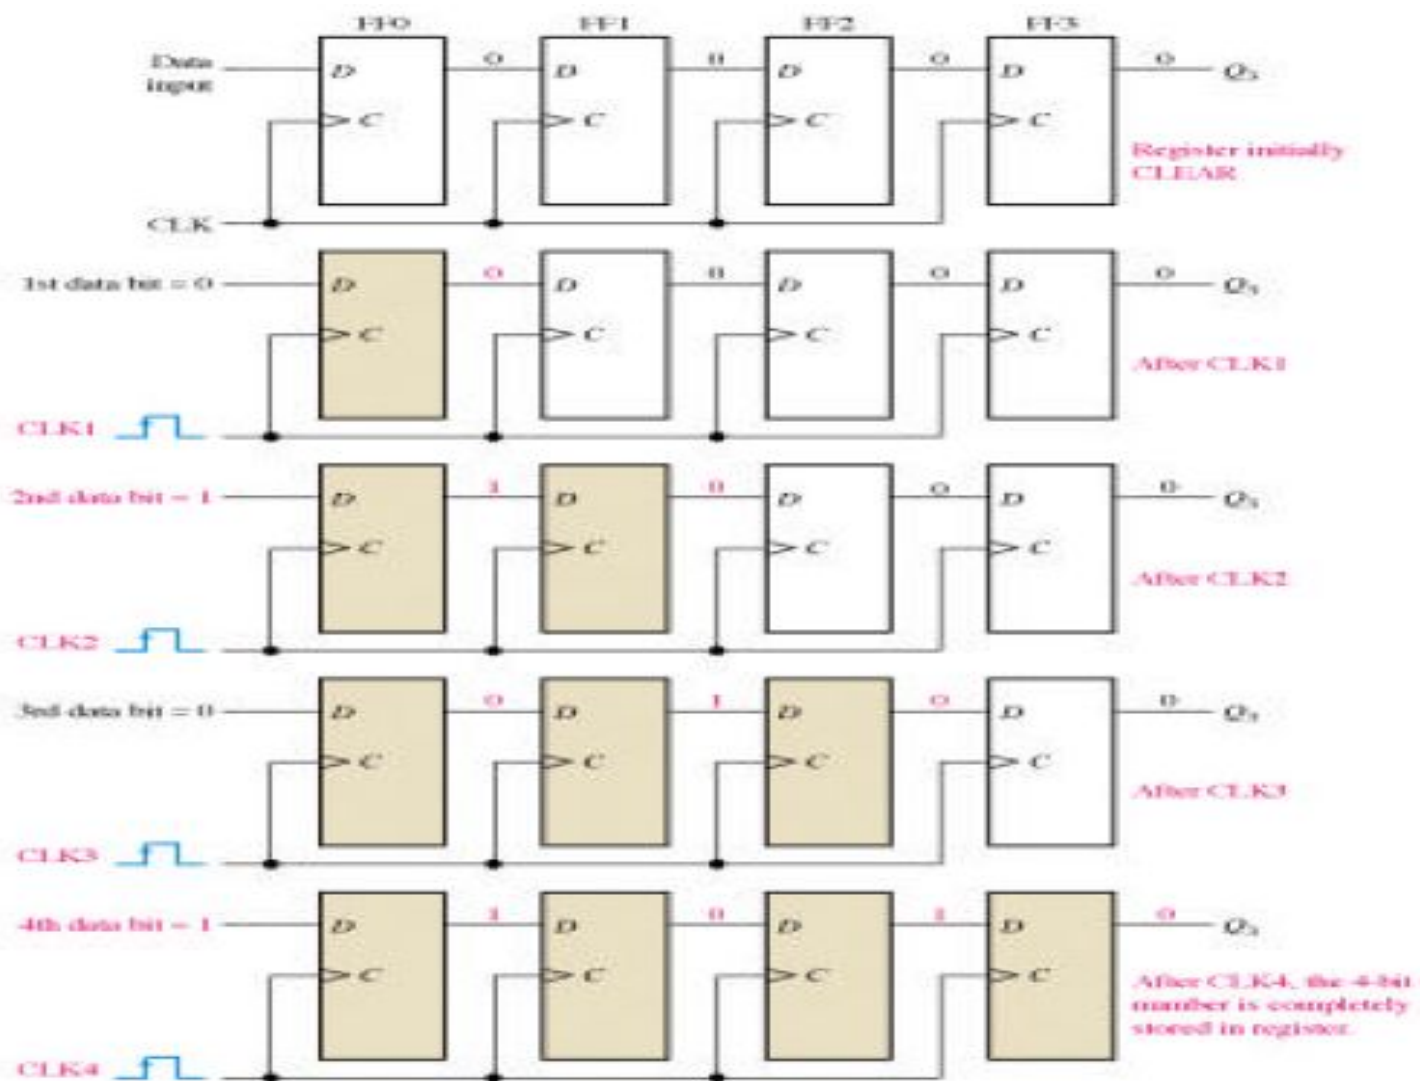 FF0 FF1 FF2 FF3
Data input
D 0 D 0 D 0 D 0 Q₃
C C C C
Register initially
CLEAR
CLK
1st data bit = 0 D 0 D 0 D 0 D 0 Q₃
C C C C
After CLK1
CLK1
2nd data bit = 1 D 1 D 0 D 0 D 0 Q₃
C C C C
After CLK2
CLK2
3rd data bit = 0 D 0 D 1 D 0 D 0 Q₃
C C C C
After CLK3
CLK3
4th data bit = 1 D 1 D 0 D 1 D 0 Q₃
C C C C
After CLK4, the 4-bit
number is completely
stored in register.
CLK4